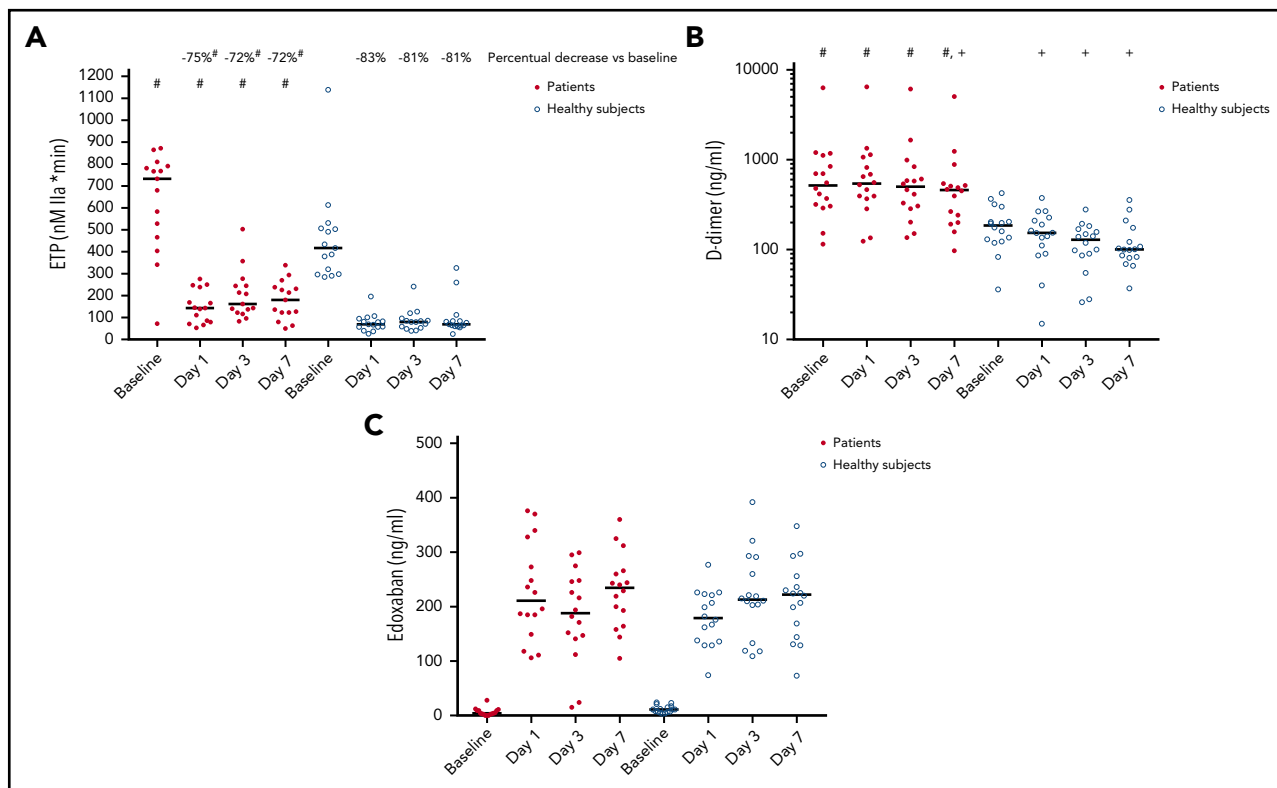 A
-75%# -72%# -72%# -83% -81% -81% Percentual decrease vs baseline
# # # #
Patients
Healthy subjects
ETP (nM IIa *min)
1200
1100
1000
900
800
700
600
500
400
300
200
100
0
Baseline Day 1 Day 3 Day 7 Baseline Day 1 Day 3 Day 7
B
# # # #, + + + +
Patients
Healthy subjects
D-dimer (ng/ml)
10000
1000
100
10
Baseline Day 1 Day 3 Day 7 Baseline Day 1 Day 3 Day 7
C
Patients
Healthy subjects
Edoxaban (ng/ml)
500
400
300
200
100
0
Baseline Day 1 Day 3 Day 7 Baseline Day 1 Day 3 Day 7